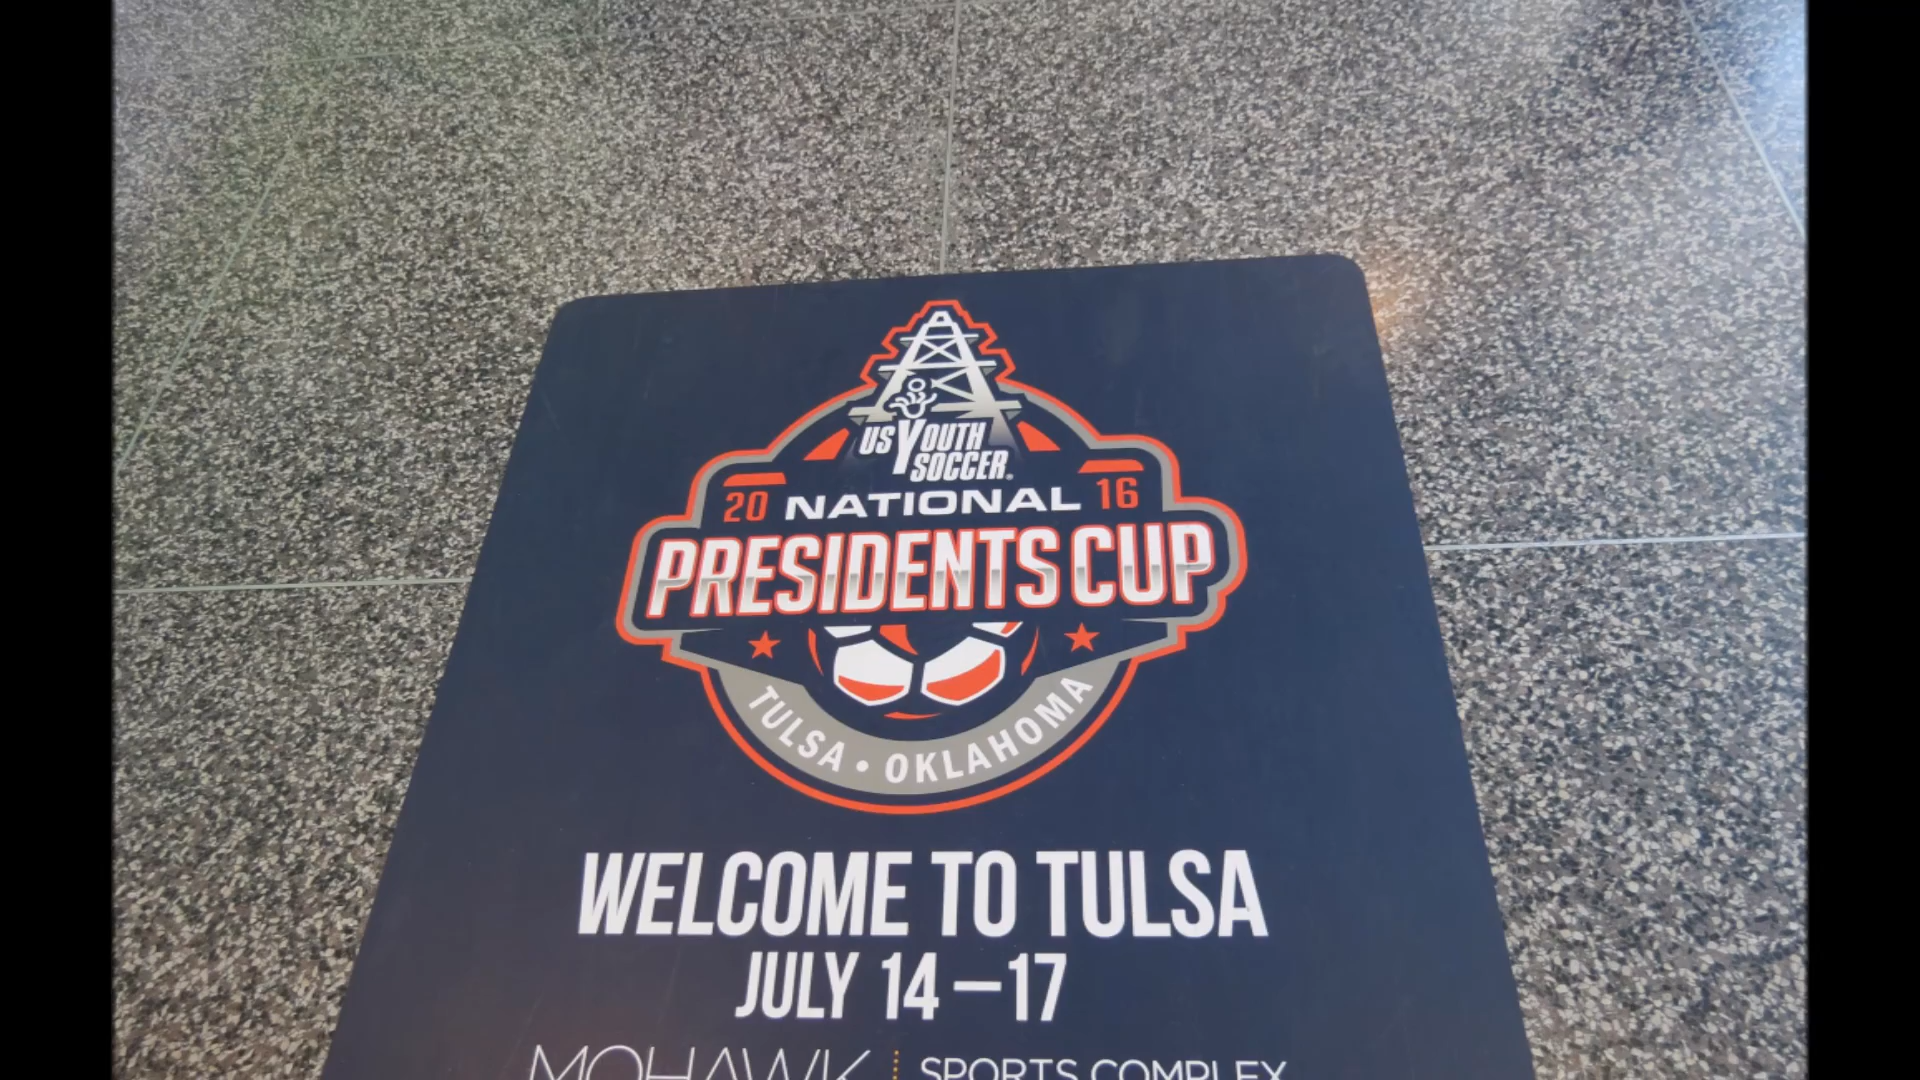 US YOUTH
SOCCER®
20 NATIONAL 16
PRESIDENTS CUP
TULSA • OKLAHOMA
WELCOME TO TULSA
JULY 14 – 17
MOHAWK SPORTS COMPLEX